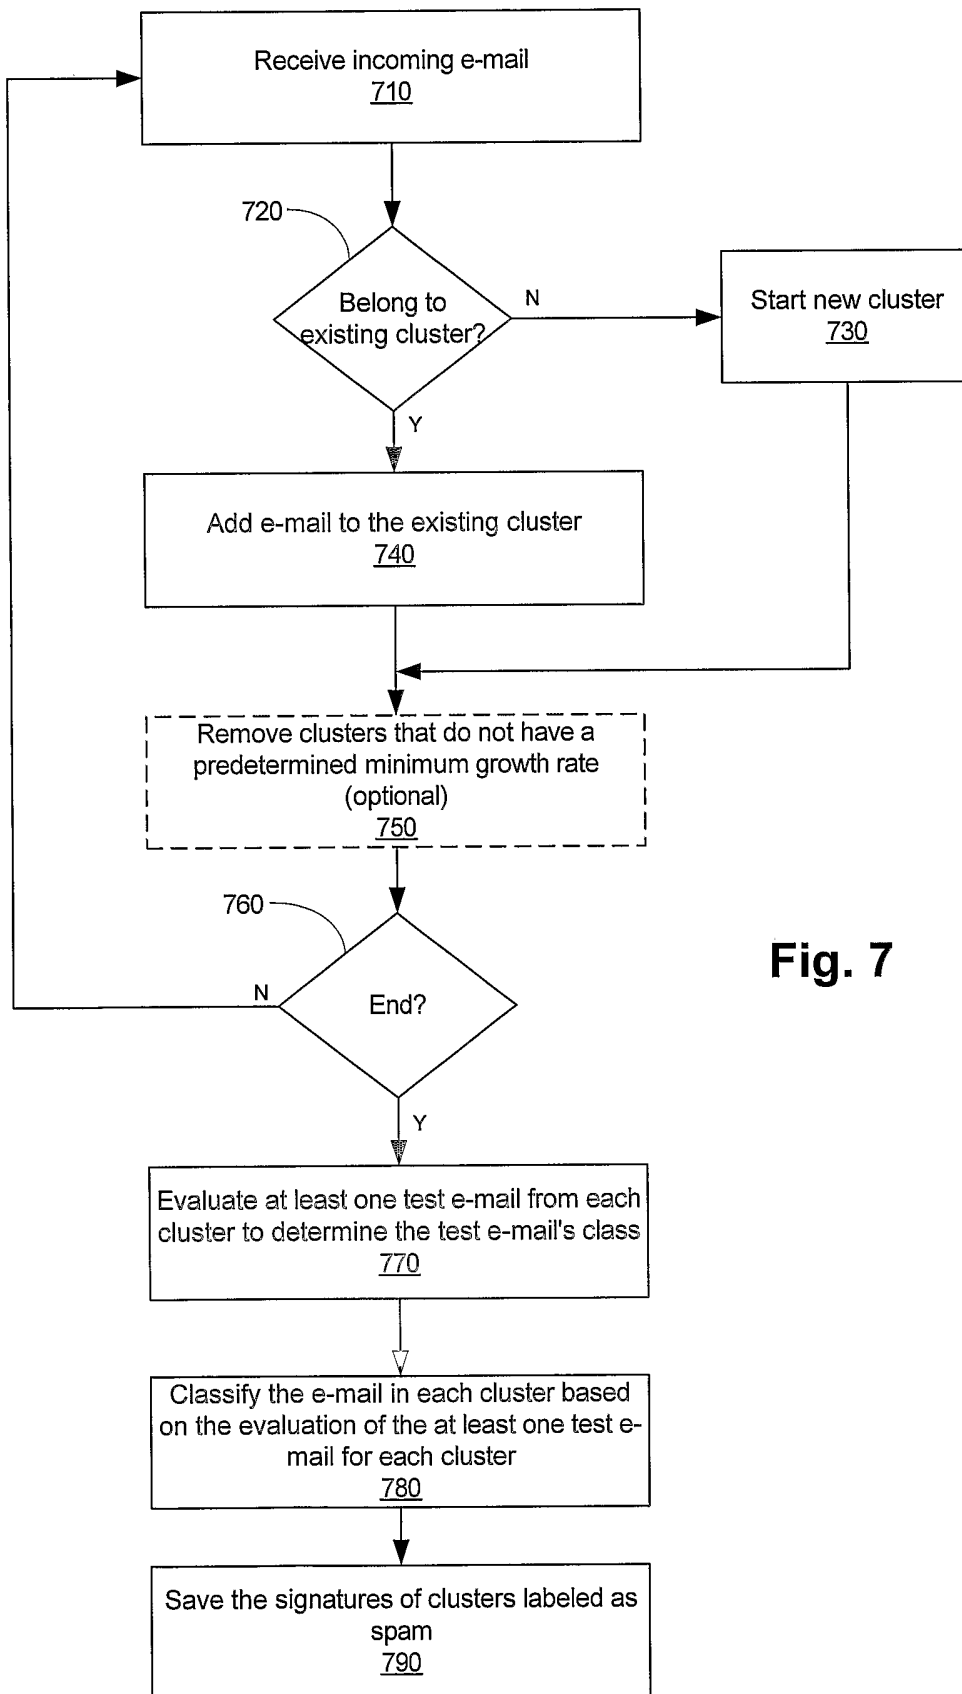 Receive incoming e-mail
710
720
Belong to
existing cluster?
N
Start new cluster
730
Y
Add e-mail to the existing cluster
740
Remove clusters that do not have a
predetermined minimum growth rate
(optional)
750
760
End?
N
Fig. 7
Y
Evaluate at least one test e-mail from each
cluster to determine the test e-mail's class
770
Classify the e-mail in each cluster based
on the evaluation of the at least one test e-
mail for each cluster
780
Save the signatures of clusters labeled as
spam
790